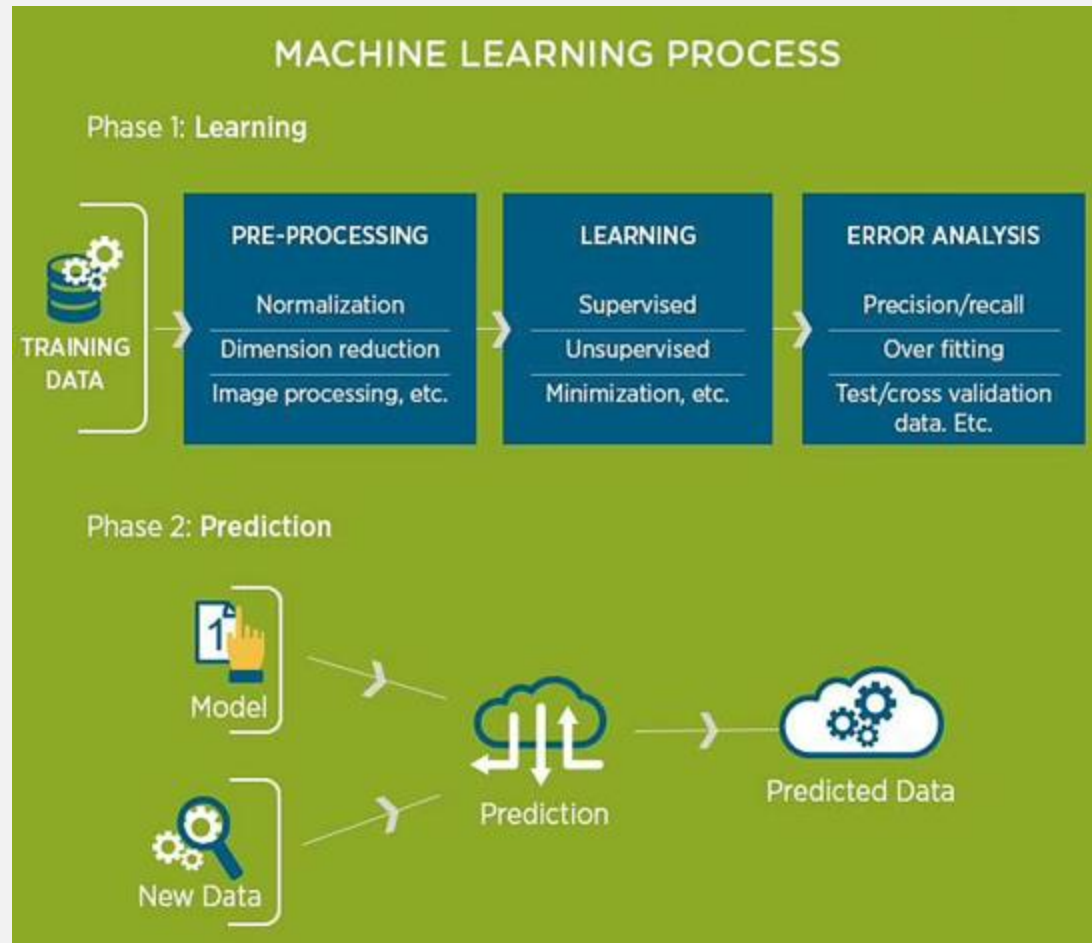 MACHINE LEARNING PROCESS
Phase 1: Learning
TRAINING
DATA
PRE-PROCESSING
Normalization
Dimension reduction
Image processing, etc.
LEARNING
Supervised
Unsupervised
Minimization, etc.
ERROR ANALYSIS
Precision/recall
Over fitting
Test/cross validation
data. Etc.
Phase 2: Prediction
1
Model
New Data
Prediction
Predicted Data